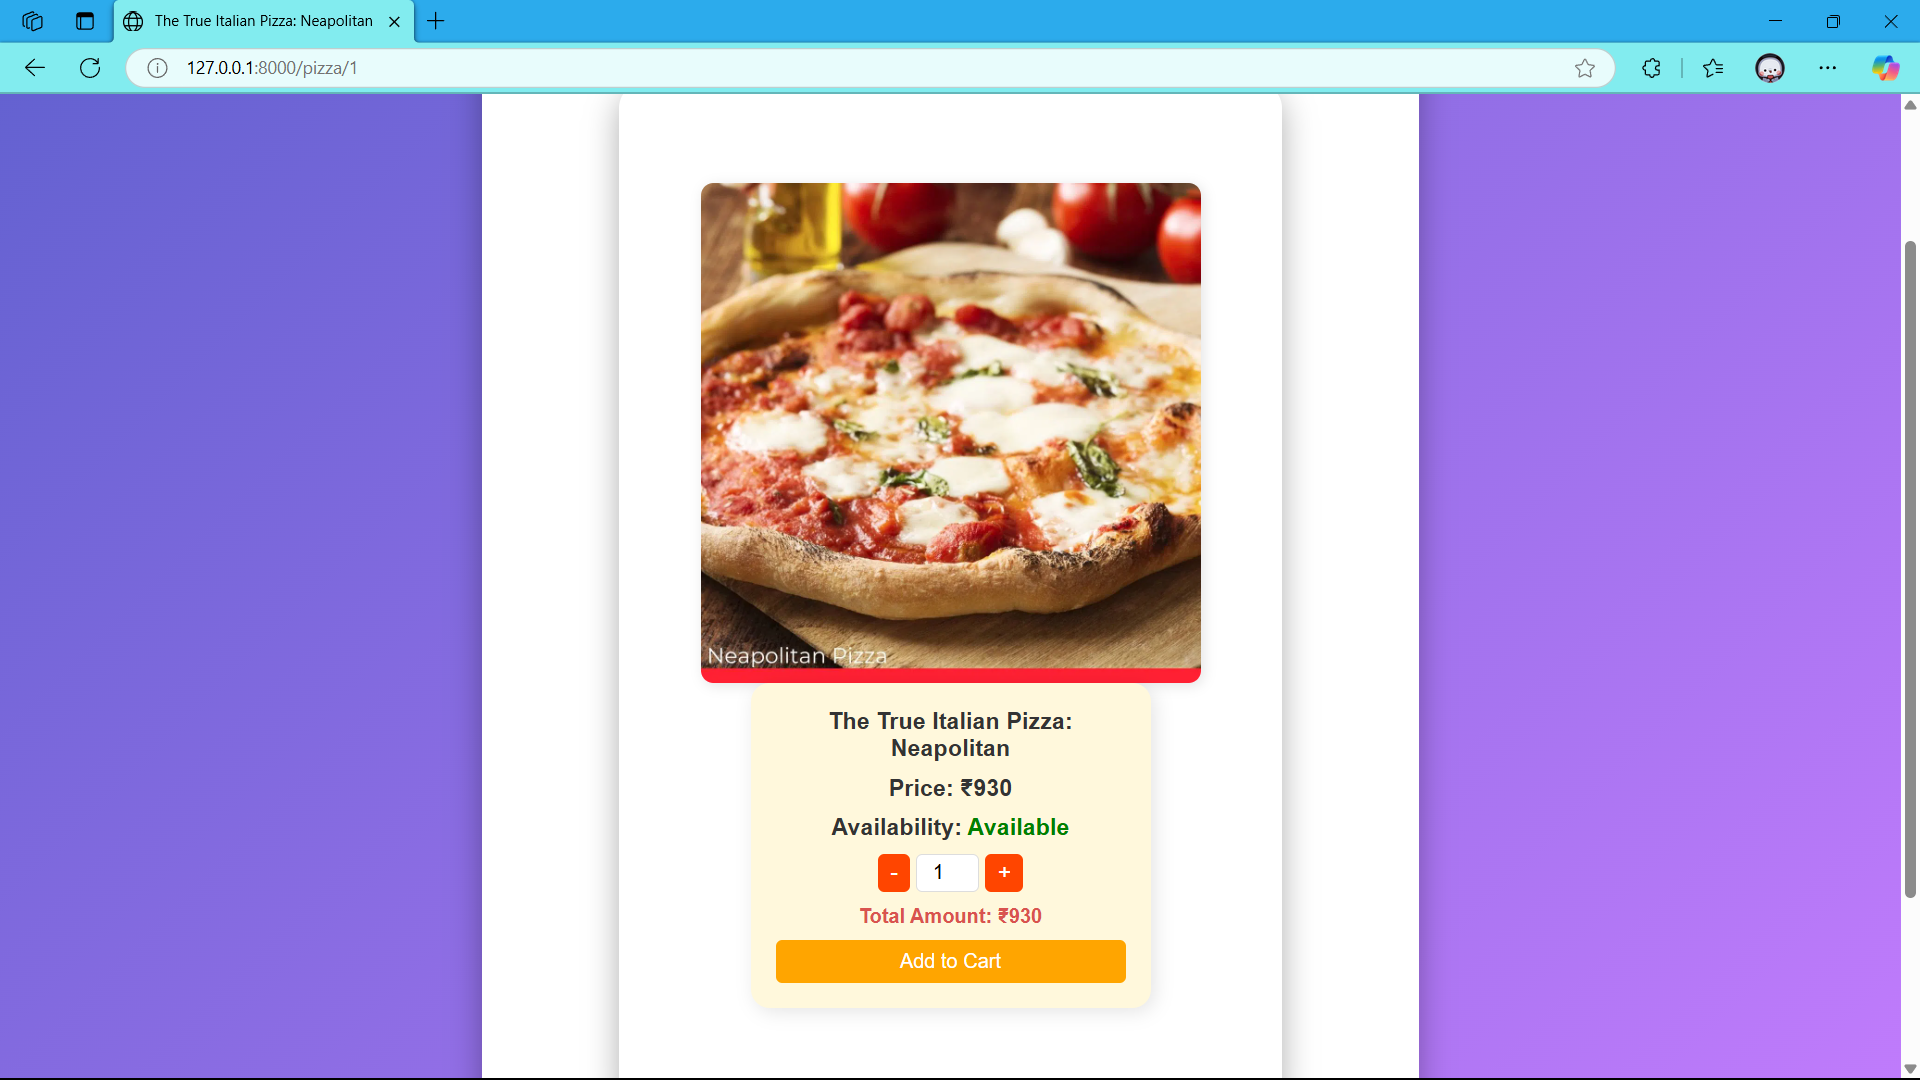 The True Italian Pizza: Neapolitan
127.0.0.1:8000/pizza/1
Neapolitan Pizza
The True Italian Pizza:
Neapolitan
Price: ₹930
Availability: Available
- 1 +
Total Amount: ₹930
Add to Cart